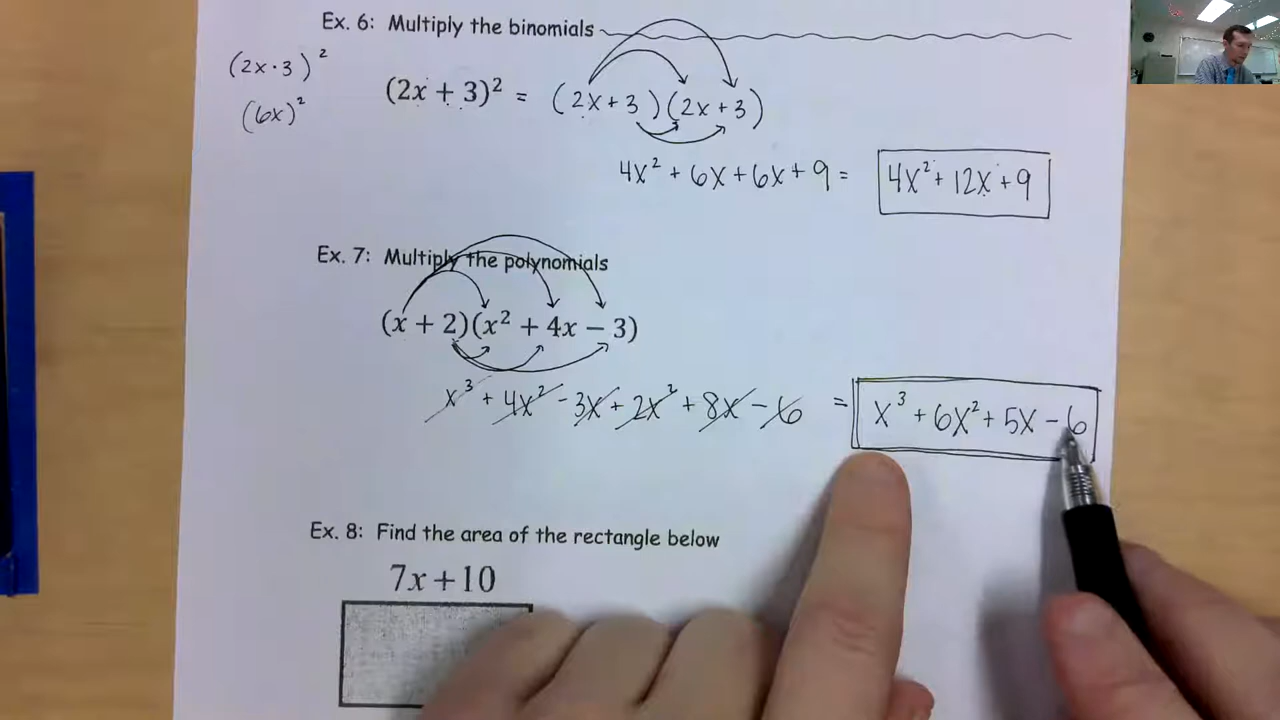 Ex. 6: Multiply the binomials
(2x·3)²
(6x)²
(2x + 3)² = (2x+3)(2x+3)
4x² + 6x + 6x + 9 = 4x² + 12x + 9
Ex. 7: Multiply the polynomials
(x + 2)(x² + 4x − 3)
x³ + 4x² - 3x + 2x² + 8x - 6 = x³ + 6x² + 5x - 6
Ex. 8: Find the area of the rectangle below
7x+10